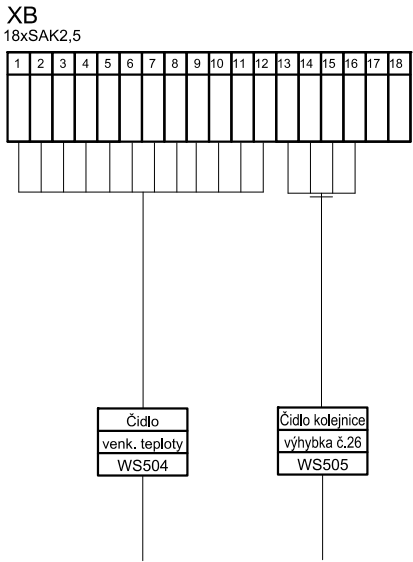 XB
18xSAK2,5
1 2 3 4 5 6 7 8 9 10 11 12 13 14 15 16 17 18
Čidlo
venk. teploty
WS504
Čidlo kolejnice
výhybka č.26
WS505